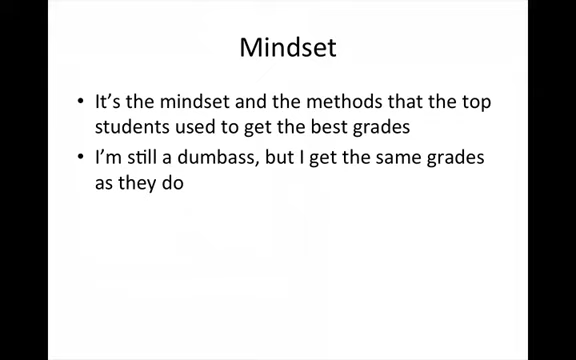 Mindset
• It's the mindset and the methods that the top
students used to get the best grades
• I'm still a dumbass, but I get the same grades
as they do